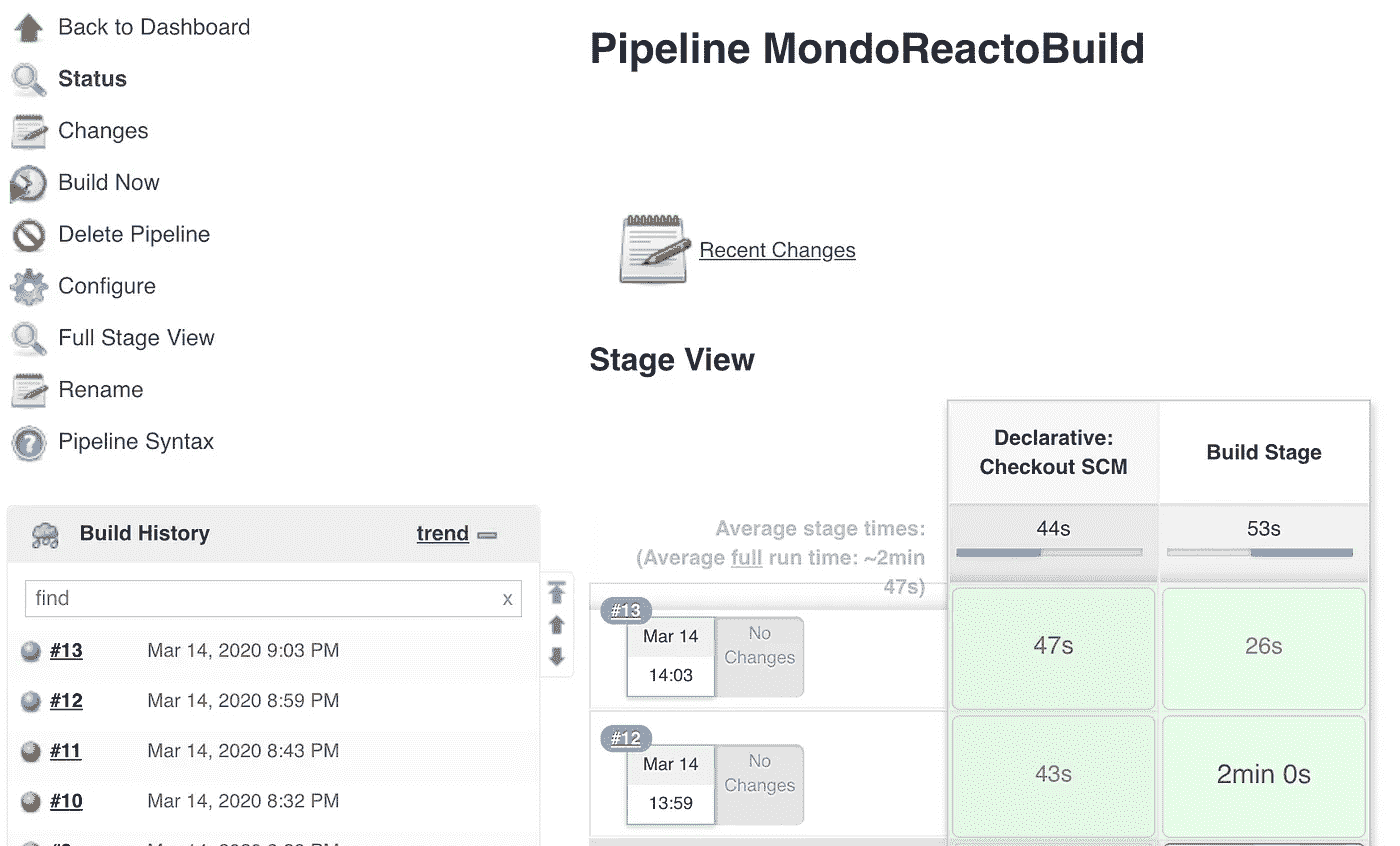 Back to Dashboard
Status
Changes
Build Now
Delete Pipeline
Configure
Full Stage View
Rename
Pipeline Syntax
Build History
trend
find
x
#13
Mar 14, 2020 9:03 PM
#12
Mar 14, 2020 8:59 PM
#11
Mar 14, 2020 8:43 PM
#10
Mar 14, 2020 8:32 PM
Pipeline MondoReactoBuild
Recent Changes
Stage View
Declarative:
Checkout SCM
Build Stage
Average stage times:
(Average full run time: ~2min
47s)
44s
53s
#13
Mar 14
14:03
No
Changes
47s
26s
#12
Mar 14
13:59
No
Changes
43s
2min 0s